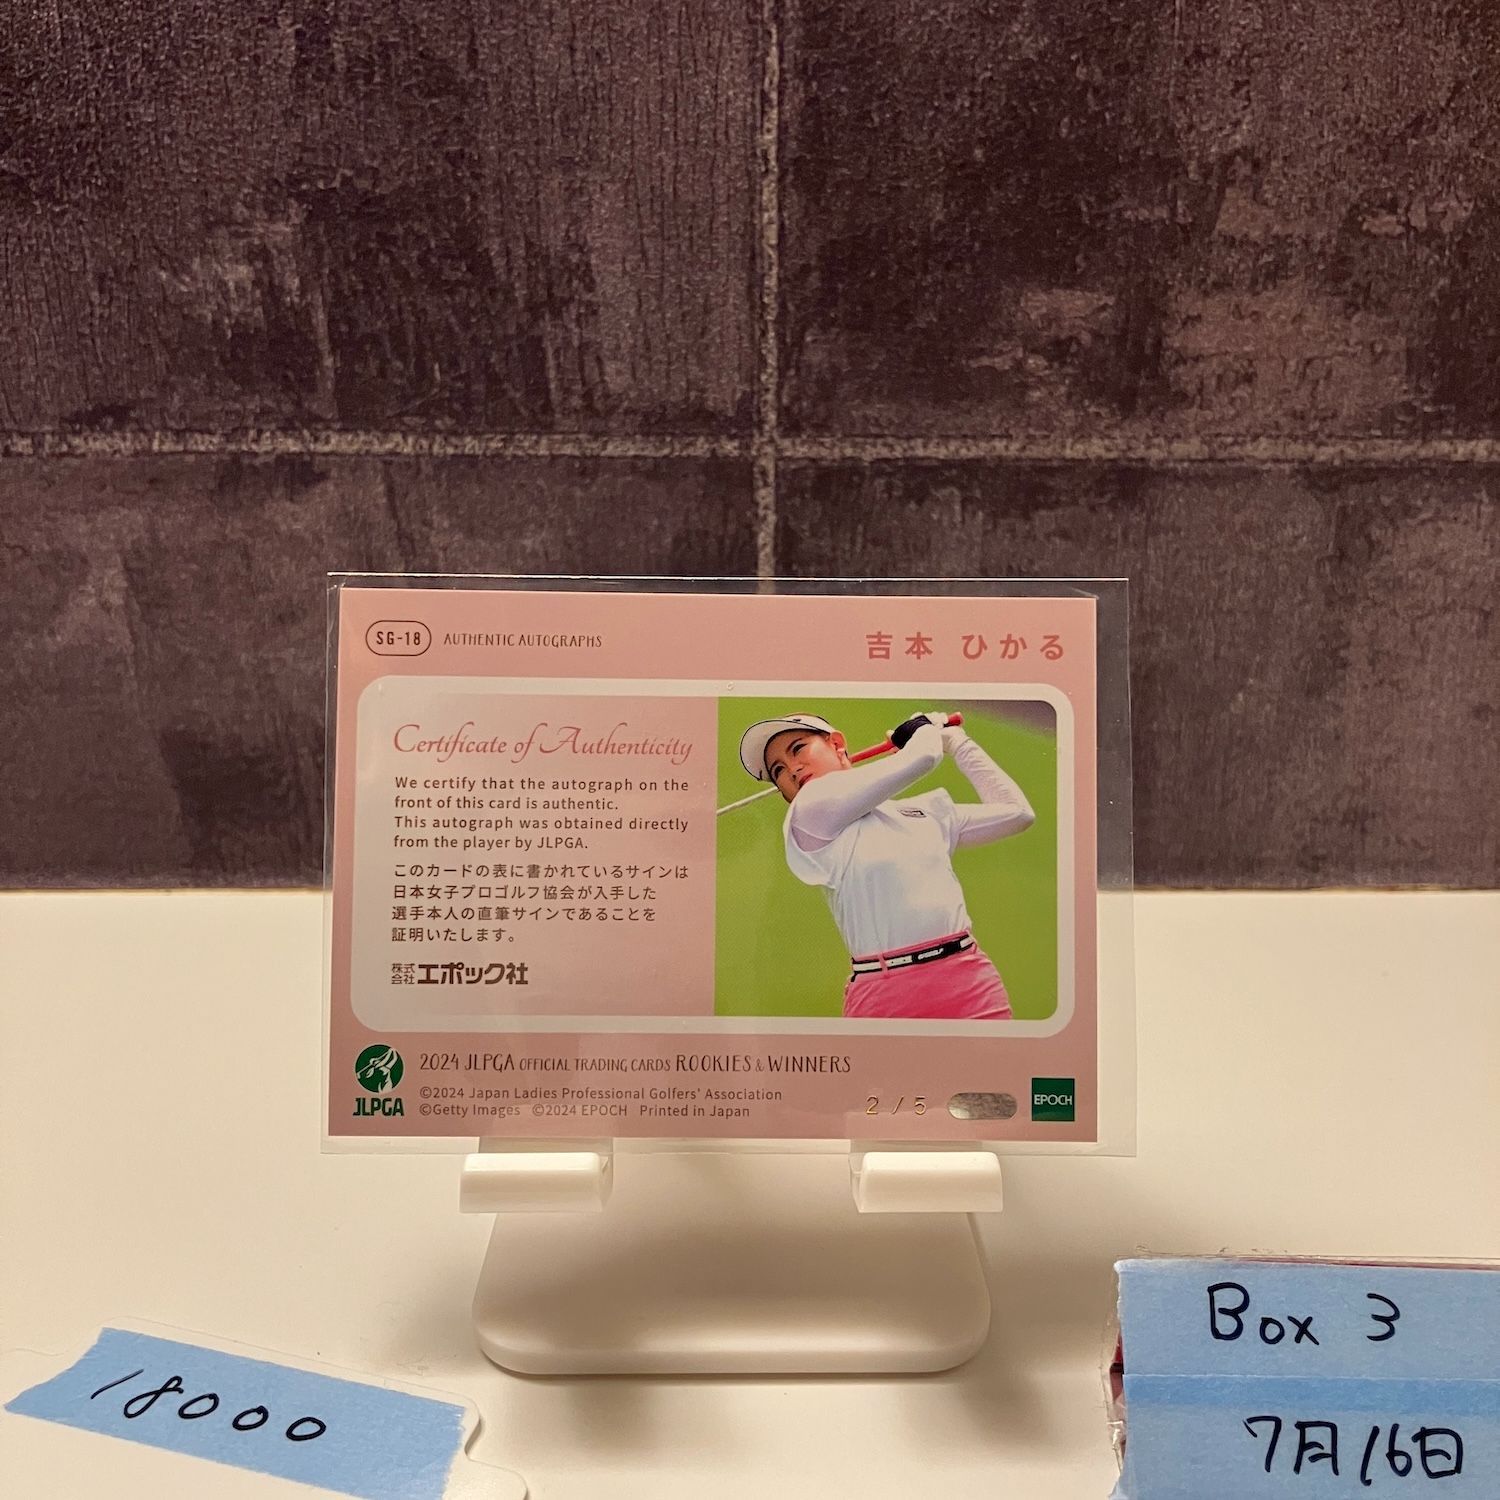 SG-18 AUTHENTIC AUTOGRAPHS
吉本 ひかる
Certificate of Authenticity
We certify that the autograph on the
front of this card is authentic.
This autograph was obtained directly
from the player by JLPGA.
このカードの表に書かれているサインは
日本女子プロゴルフ協会が入手した
選手本人の直筆サインであることを
証明いたします。
株式会社エポック社
2024 JLPGA OFFICIAL TRADING CARDS ROOKIES & WINNERS
©2024 Japan Ladies Professional Golfers' Association
©Getty Images ©2024 EPOCH Printed in Japan
JLPGA
2/5
EPOCH
18000
Box 3
7月16日